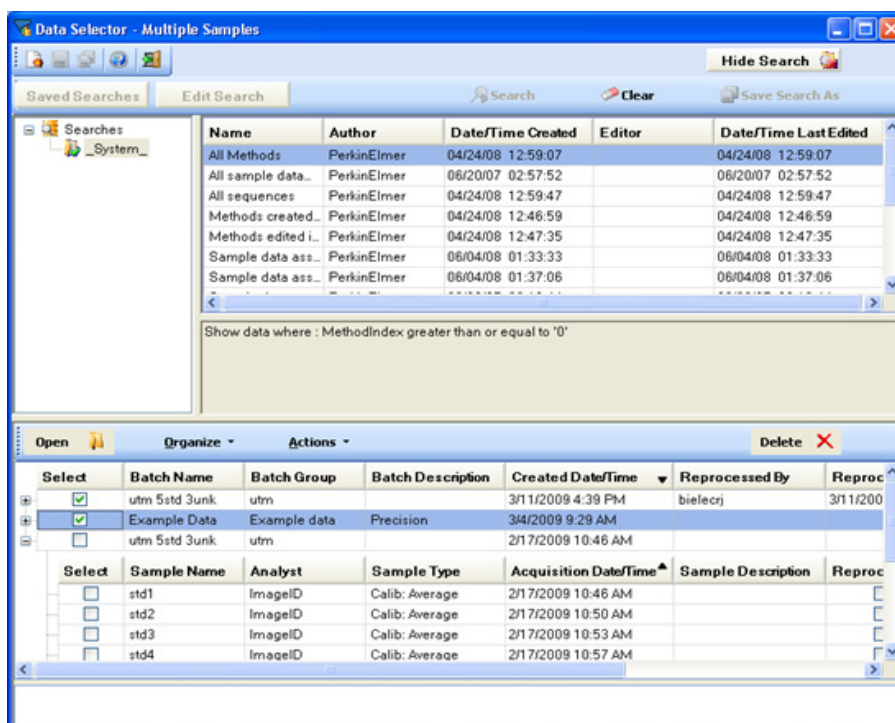 Data Selector - Multiple Samples
Hide Search
Saved Searches Edit Search Search Clear Save Search As
Searches
_System_
Name Author Date/Time Created Editor Date/Time Last Edited
All Methods PerkinElmer 04/24/08 12:59:07 04/24/08 12:59:07
All sample data... PerkinElmer 06/20/07 02:57:52 06/20/07 02:57:52
All sequences PerkinElmer 04/24/08 12:59:47 04/24/08 12:59:47
Methods created... PerkinElmer 04/24/08 12:46:59 04/24/08 12:46:59
Methods edited i... PerkinElmer 04/24/08 12:47:35 04/24/08 12:47:35
Sample data ass... PerkinElmer 06/04/08 01:33:33 06/04/08 01:33:33
Sample data ass... PerkinElmer 06/04/08 01:37:06 06/04/08 01:37:06
Show data where : MethodIndex greater than or equal to '0'
Open Organize Actions Delete
Select Batch Name Batch Group Batch Description Created Date/Time Reprocessed By Reproc
utm 5std 3unk utm 3/11/2009 4:39 PM bielecrj 3/11/200
Example Data Example data Precision 3/4/2009 9:29 AM
utm 5std 3unk utm 2/17/2009 10:46 AM
Select Sample Name Analyst Sample Type Acquisition Date/Time Sample Description Reproc
std1 ImageID Calib: Average 2/17/2009 10:46 AM
std2 ImageID Calib: Average 2/17/2009 10:50 AM
std3 ImageID Calib: Average 2/17/2009 10:53 AM
std4 ImageID Calib: Average 2/17/2009 10:57 AM